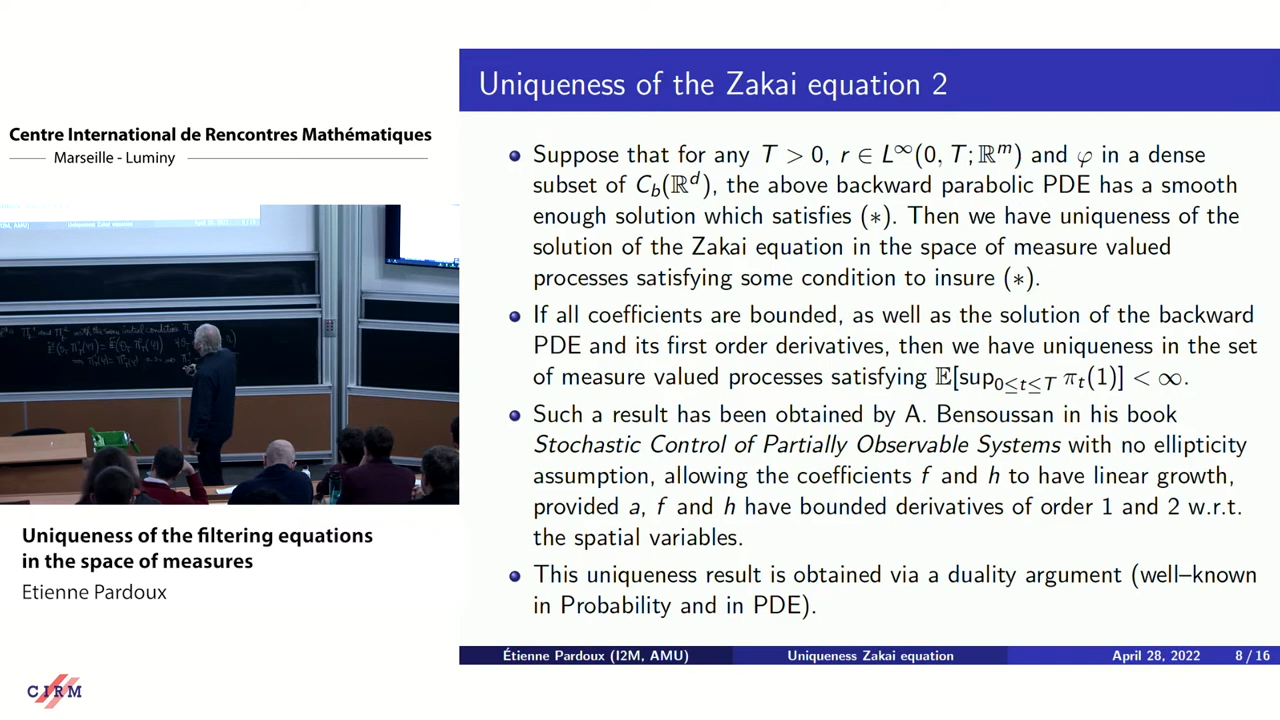 Centre International de Rencontres Mathématiques
Marseille - Luminy
Uniqueness of the filtering equations
in the space of measures
Etienne Pardoux
CIRM
Uniqueness of the Zakai equation 2
Suppose that for any T > 0, r ∈ L^∞(0, T; ℝ^m) and φ in a dense
subset of C_b(ℝ^d), the above backward parabolic PDE has a smooth
enough solution which satisfies (∗). Then we have uniqueness of the
solution of the Zakai equation in the space of measure valued
processes satisfying some condition to insure (∗).
If all coefficients are bounded, as well as the solution of the backward
PDE and its first order derivatives, then we have uniqueness in the set
of measure valued processes satisfying 𝔼[sup_{0≤t≤T} π_t(1)] < ∞.
Such a result has been obtained by A. Bensoussan in his book
Stochastic Control of Partially Observable Systems with no ellipticity
assumption, allowing the coefficients f and h to have linear growth,
provided a, f and h have bounded derivatives of order 1 and 2 w.r.t.
the spatial variables.
This uniqueness result is obtained via a duality argument (well–known
in Probability and in PDE).
Étienne Pardoux (I2M, AMU) Uniqueness Zakai equation April 28, 2022 8 / 16